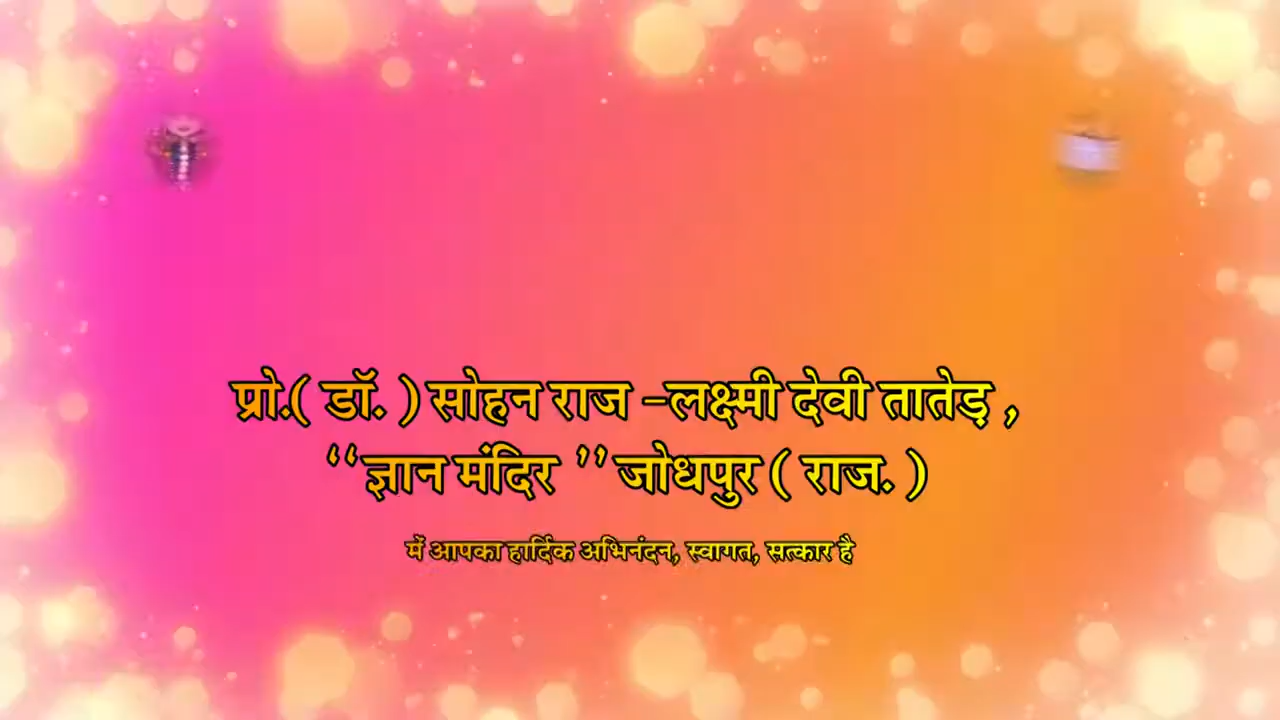 प्रो.( डॉ. ) सोहन राज -लक्ष्मी देवी तातेड़ ,
‘‘ज्ञान मंदिर ’’ जोधपुर ( राज. )
में आपका हार्दिक अभिनंदन, स्वागत, सत्कार है